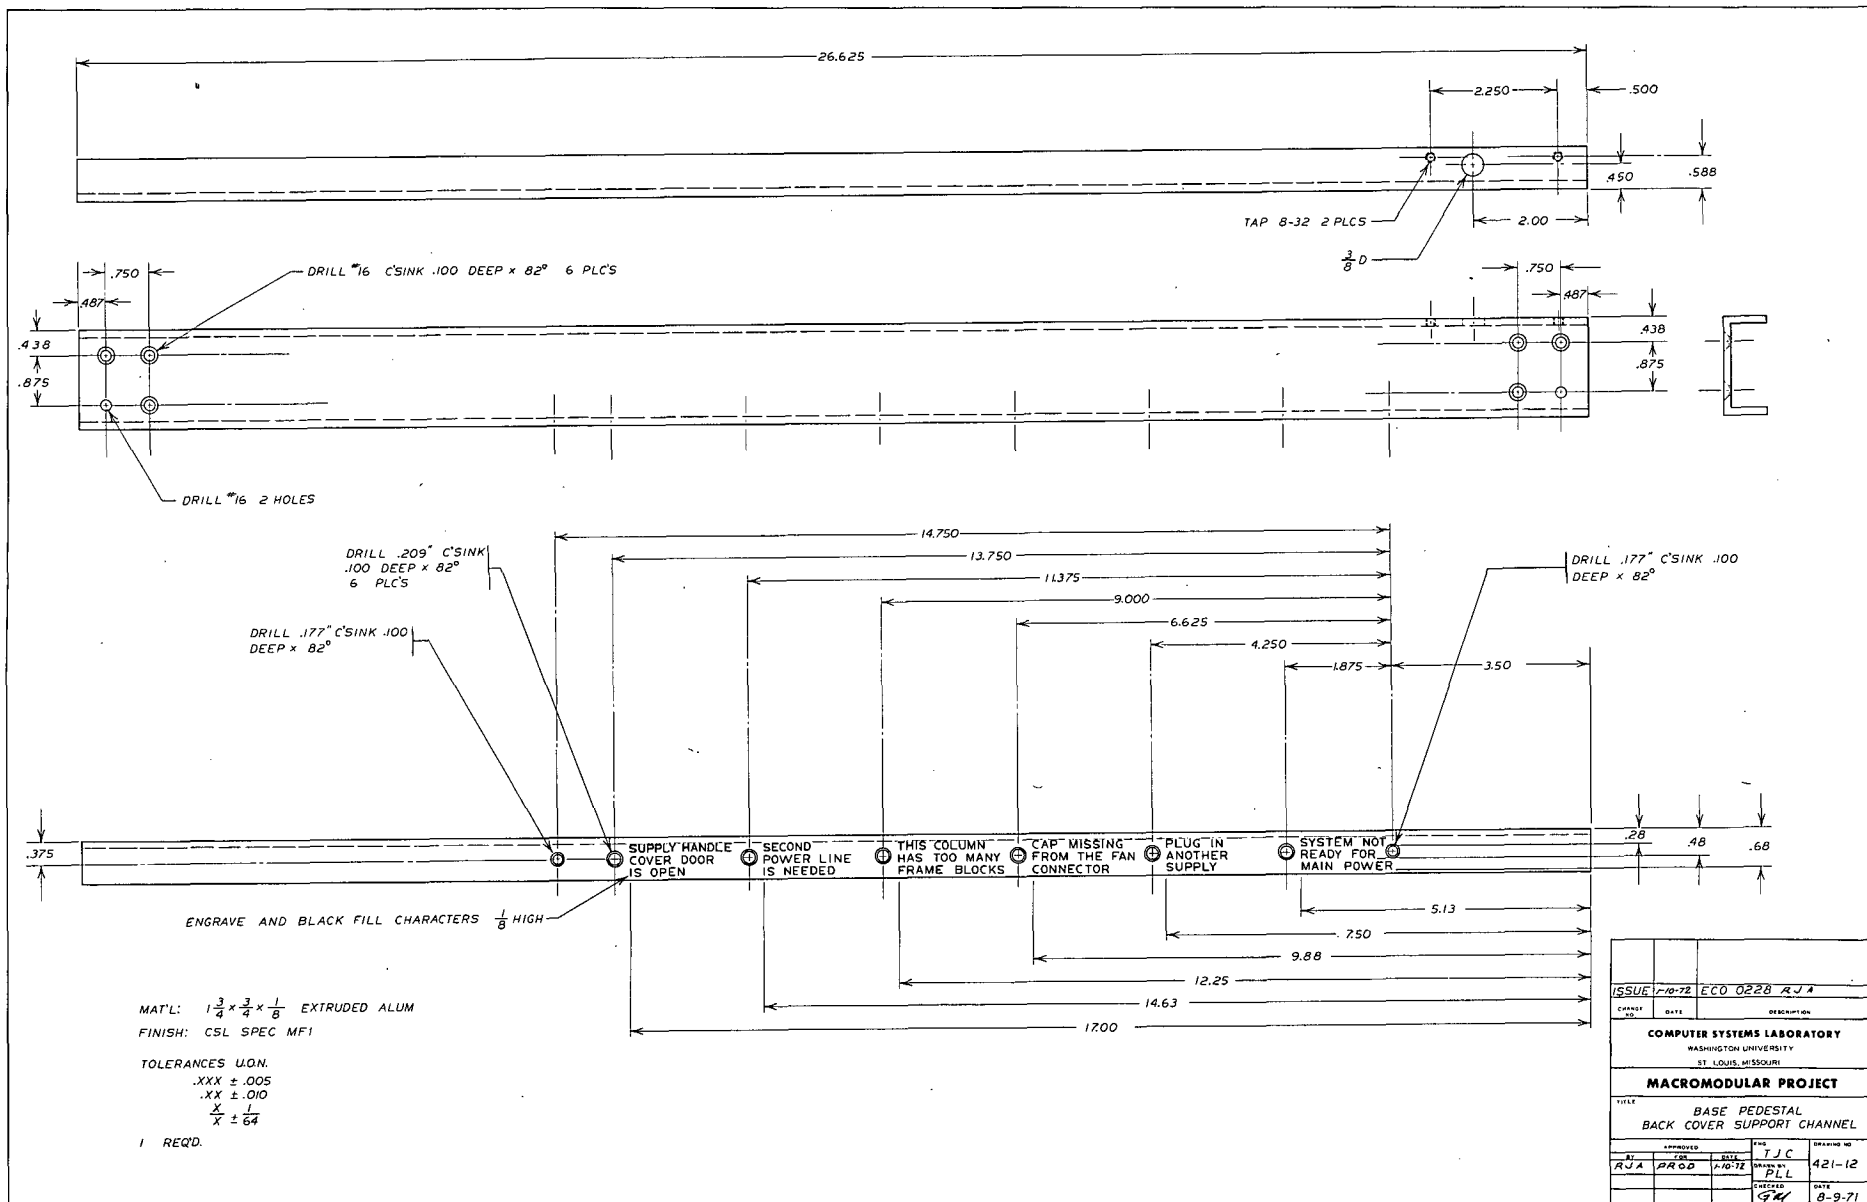 26.625
2.250
.500
.450
.588
TAP 8-32 2 PLCS
2.00
3/8 D
.750
DRILL #16 C'SINK .100 DEEP x 82° 6 PLC'S
.487
.438
.875
.750
.487
.438
.875
DRILL #16 2 HOLES
14.750
13.750
11.375
9.000
6.625
4.250
1.875
3.50
DRILL .209" C'SINK
.100 DEEP x 82°
6 PLC'S
DRILL .177" C'SINK .100
DEEP x 82°
DRILL .177" C'SINK .100
DEEP x 82°
.375
SUPPLY HANDLE
COVER DOOR
IS OPEN
SECOND
POWER LINE
IS NEEDED
THIS COLUMN
HAS TOO MANY
FRAME BLOCKS
CAP MISSING
FROM THE FAN
CONNECTOR
PLUG IN
ANOTHER
SUPPLY
SYSTEM NOT
READY FOR
MAIN POWER
.28
.48
.68
ENGRAVE AND BLACK FILL CHARACTERS 1/8 HIGH
5.13
7.50
9.88
12.25
14.63
17.00
MAT'L: 1 3/4 x 3/4 x 1/8 EXTRUDED ALUM
FINISH: CSL SPEC MF1
TOLERANCES U.O.N.
.XXX ± .005
.XX ± .010
X/X ± 1/64
1 REQ'D.
ISSUE 1-10-72 ECO 0228 RJA
CHANGE NO DATE DESCRIPTION
COMPUTER SYSTEMS LABORATORY
WASHINGTON UNIVERSITY
ST. LOUIS, MISSOURI
MACROMODULAR PROJECT
TITLE
BASE PEDESTAL
BACK COVER SUPPORT CHANNEL
APPROVED
BY FOR DATE
RJA PROD 1-10-72
ENG TJC
DRAWN BY PLL
CHECKED GM
DRAWING NO 421-12
DATE 8-9-71